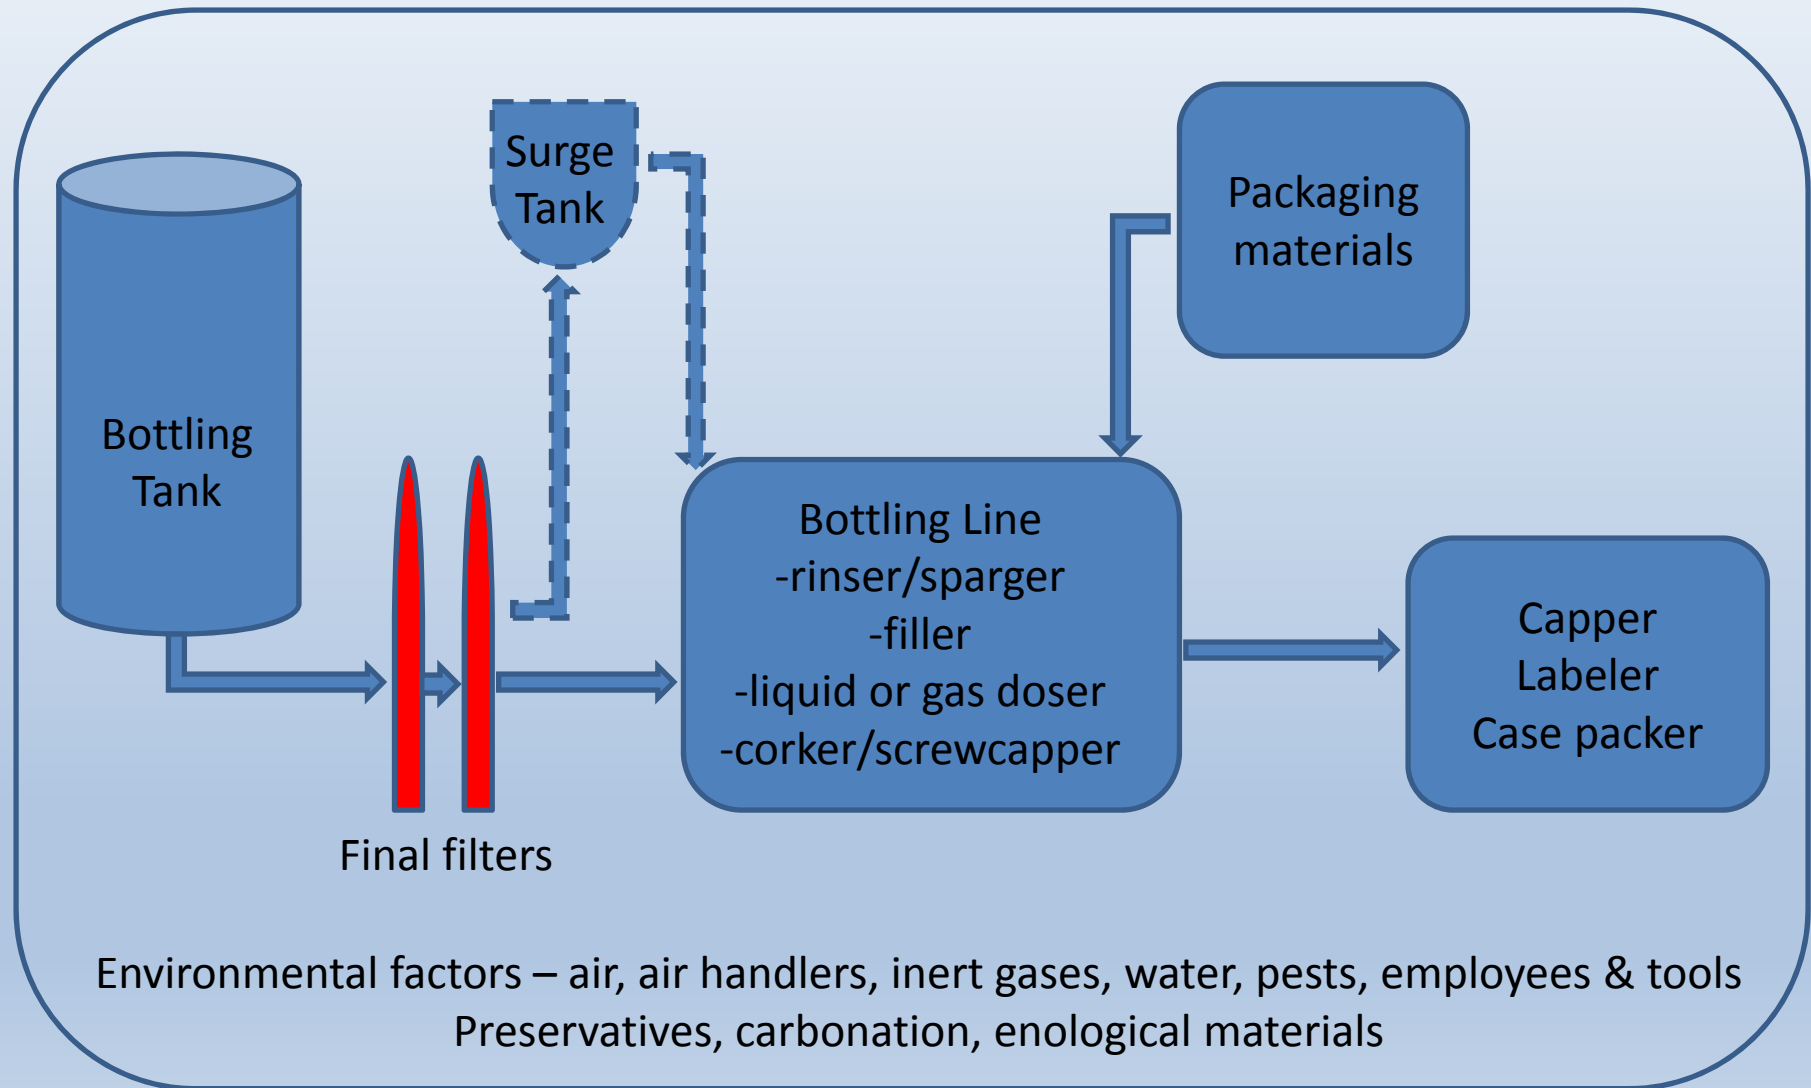 Surge
Tank
Packaging
materials
Bottling
Tank
Bottling Line
-rinser/sparger
-filler
-liquid or gas doser
-corker/screwcapper
Capper
Labeler
Case packer
Final filters
Environmental factors – air, air handlers, inert gases, water, pests, employees & tools
Preservatives, carbonation, enological materials